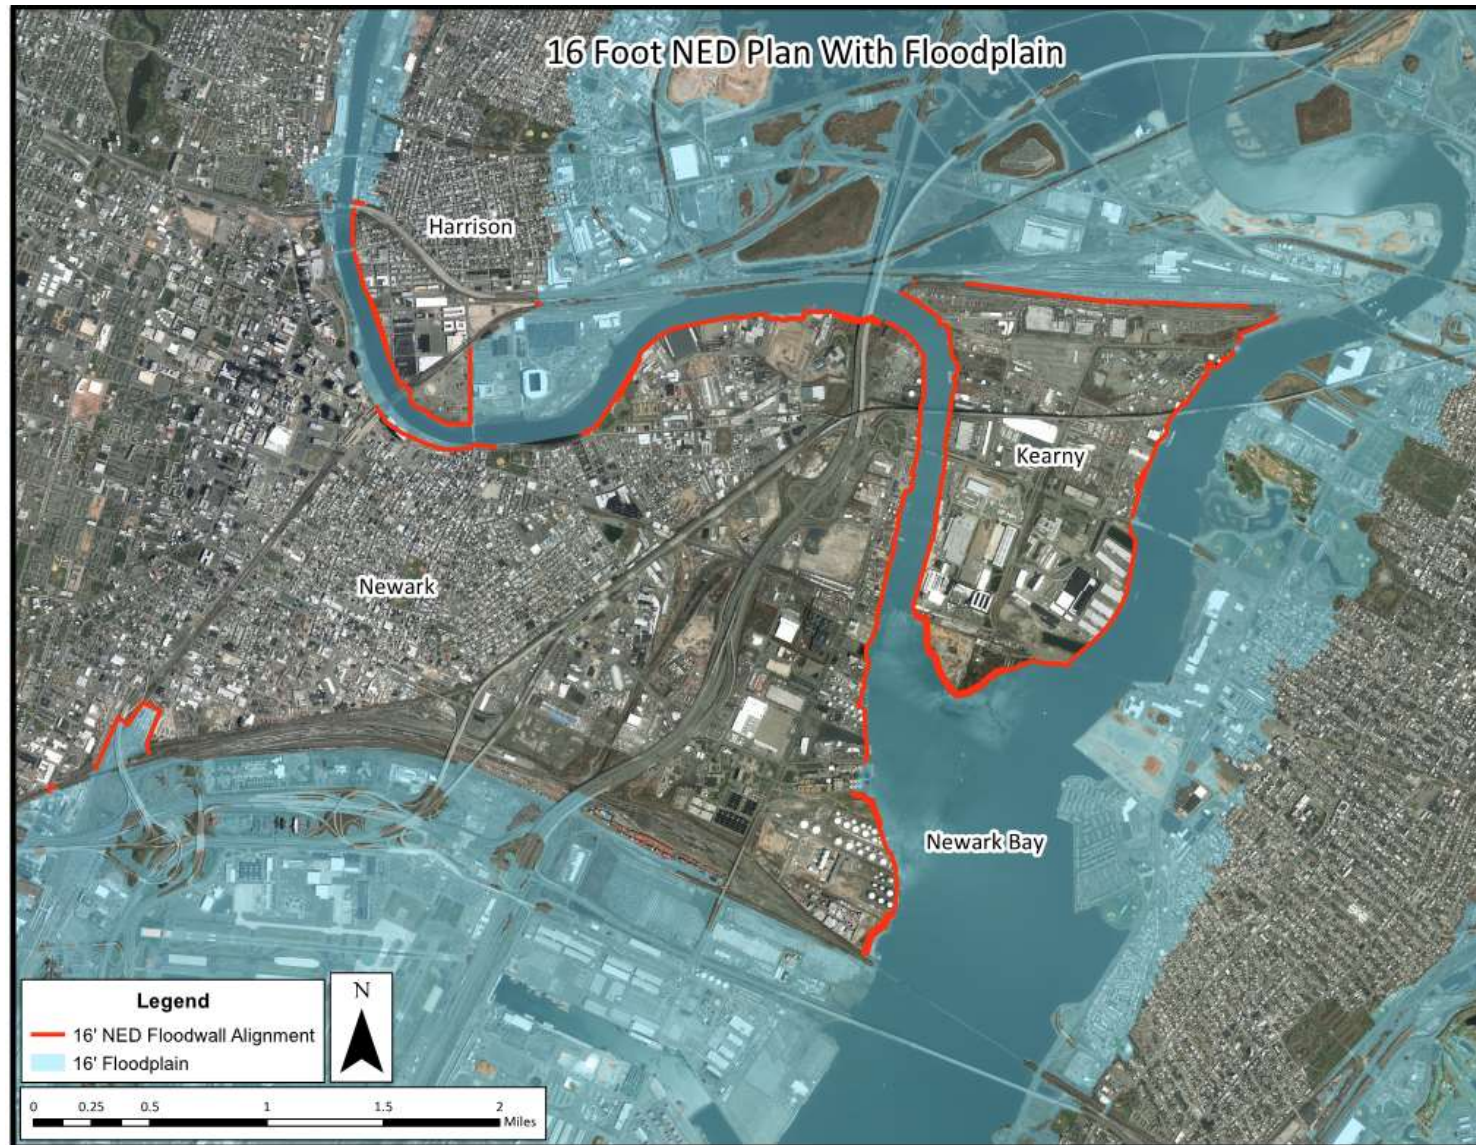 16 Foot NED Plan With Floodplain
Harrison
Kearny
Newark
Newark Bay
Legend
16' NED Floodwall Alignment
16' Floodplain
N
0 0.25 0.5 1 1.5 2
Miles